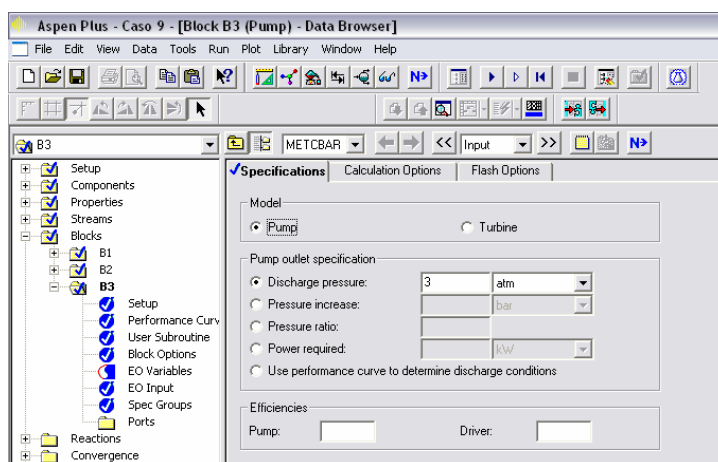 Aspen Plus - Caso 9 - [Block B3 (Pump) - Data Browser]
File Edit View Data Tools Run Plot Library Window Help
N>
B3 METCBAR << Input >> N>
Setup
Components
Properties
Streams
Blocks
B1
B2
B3
Setup
Performance Curv
User Subroutine
Block Options
EO Variables
EO Input
Spec Groups
Ports
Reactions
Convergence
Specifications Calculation Options Flash Options
Model
Pump Turbine
Pump outlet specification
Discharge pressure: 3 atm
Pressure increase: bar
Pressure ratio:
Power required: kW
Use performance curve to determine discharge conditions
Efficiencies
Pump: Driver: